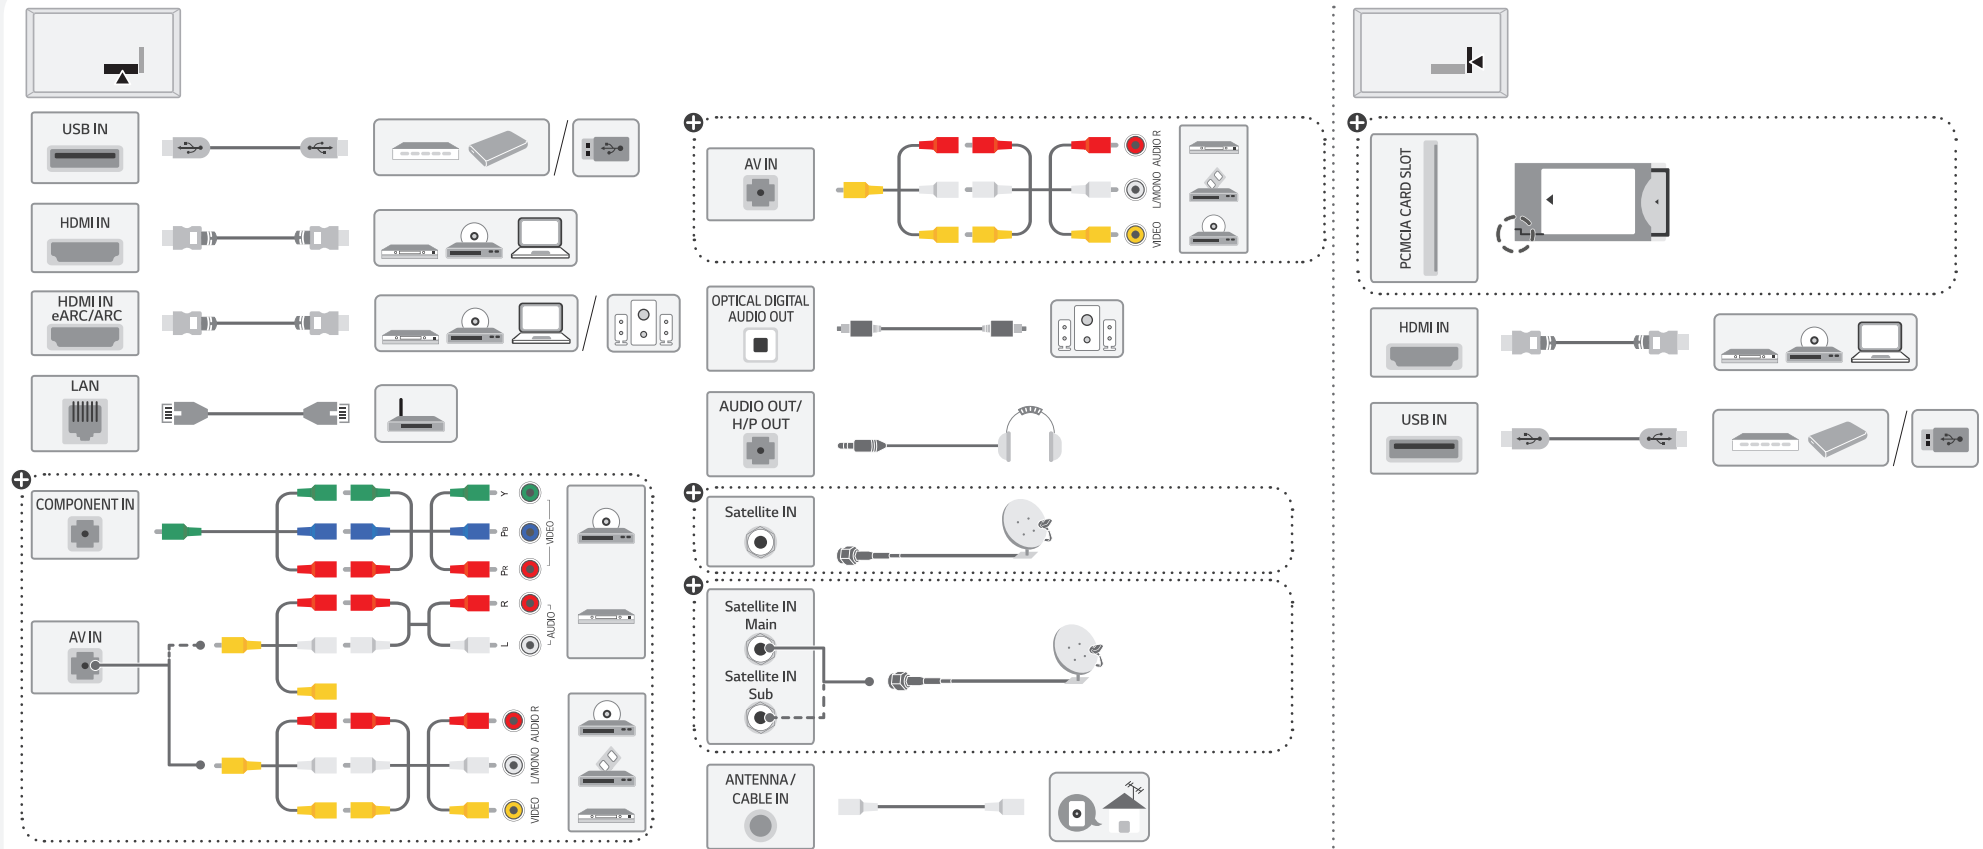 USB IN
HDMI IN
HDMI IN
eARC/ARC
LAN
COMPONENT IN
Y
PB
PR
VIDEO
R
L
AUDIO
AV IN
AUDIO R
L/MONO
VIDEO
AV IN
AUDIO R
L/MONO
VIDEO
OPTICAL DIGITAL
AUDIO OUT
AUDIO OUT/
H/P OUT
Satellite IN
Satellite IN
Main
Satellite IN
Sub
ANTENNA/
CABLE IN
PCMCIA CARD SLOT
HDMI IN
USB IN